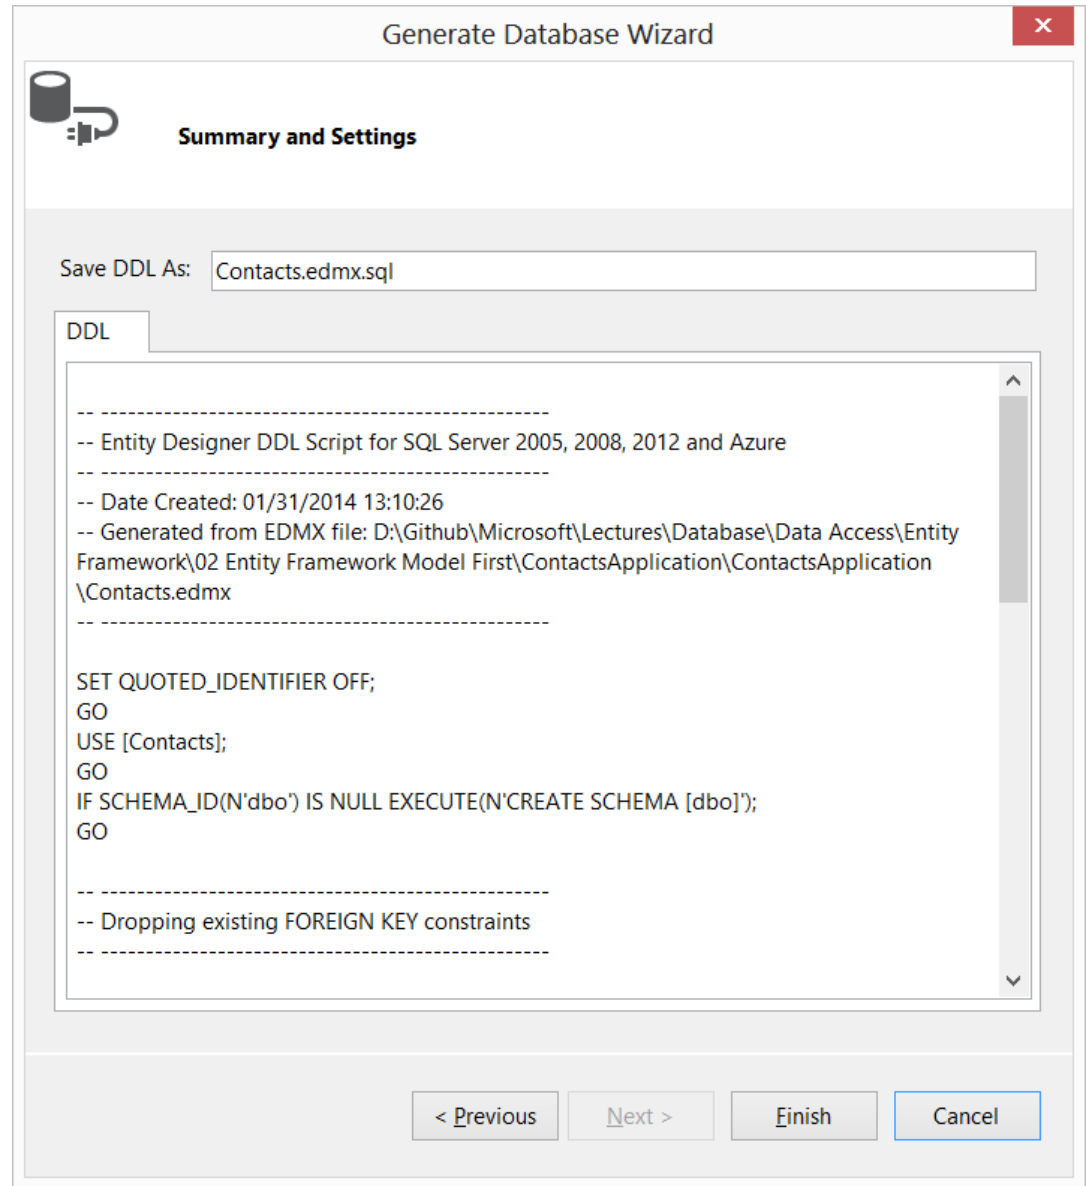 Generate Database Wizard
Summary and Settings
Save DDL As: Contacts.edmx.sql
DDL
-- --------------------------------------------------
-- Entity Designer DDL Script for SQL Server 2005, 2008, 2012 and Azure
-- --------------------------------------------------
-- Date Created: 01/31/2014 13:10:26
-- Generated from EDMX file: D:\Github\Microsoft\Lectures\Database\Data Access\Entity
Framework\02 Entity Framework Model First\ContactsApplication\ContactsApplication
\Contacts.edmx
-- --------------------------------------------------
SET QUOTED_IDENTIFIER OFF;
GO
USE [Contacts];
GO
IF SCHEMA_ID(N'dbo') IS NULL EXECUTE(N'CREATE SCHEMA [dbo]');
GO
-- --------------------------------------------------
-- Dropping existing FOREIGN KEY constraints
-- --------------------------------------------------
< Previous Next > Finish Cancel